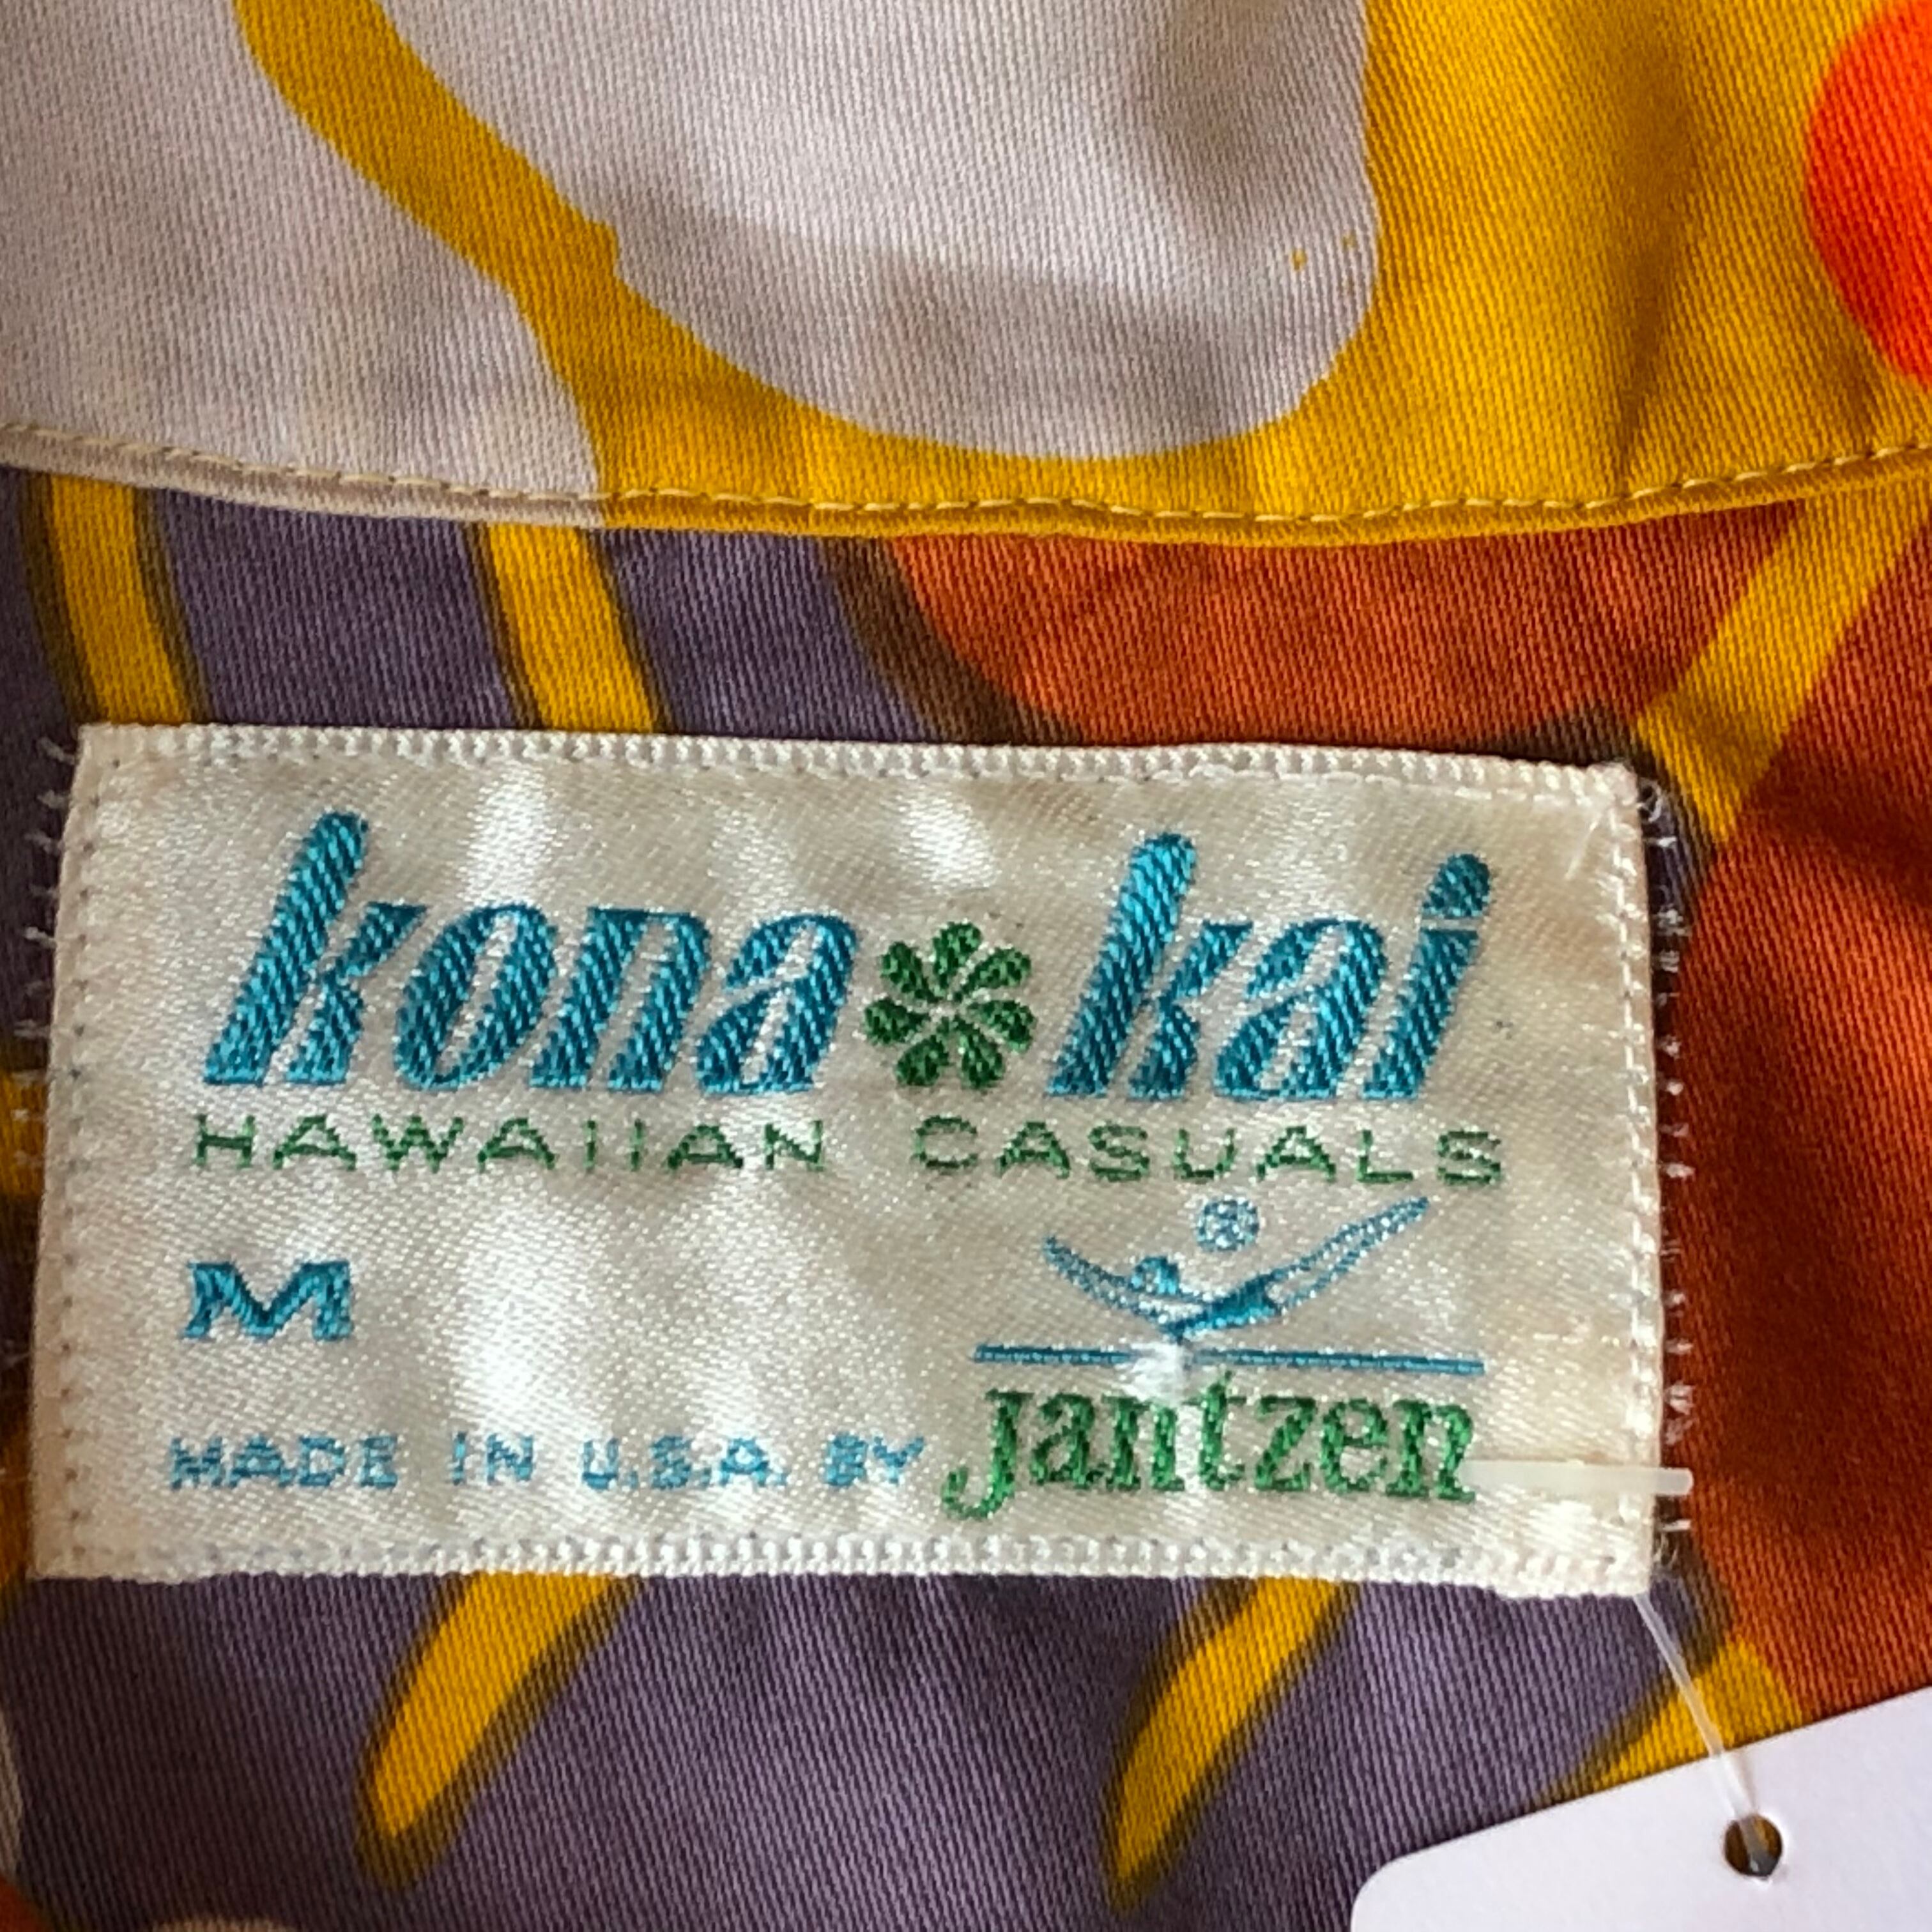 kona kai
HAWAIIAN CASUALS
M
MADE IN U.S.A. BY jantzen